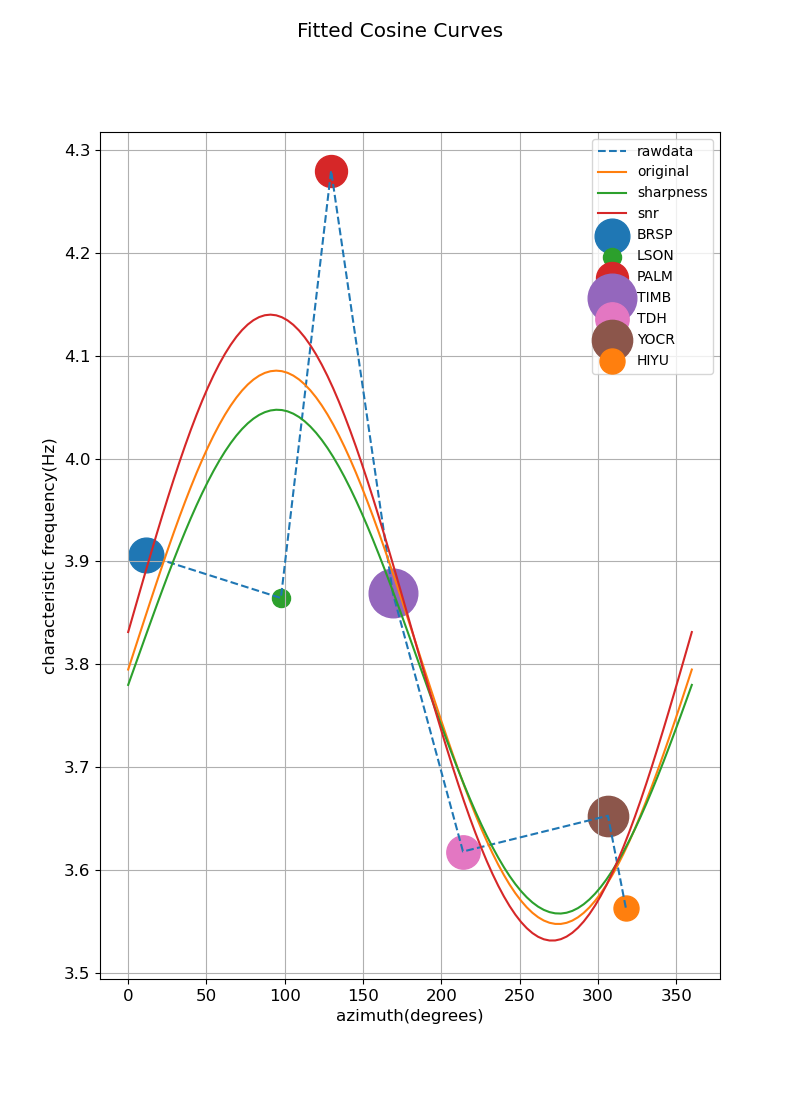 Fitted Cosine Curves
4.3
4.2
4.1
4.0
3.9
3.8
3.7
3.6
3.5
characteristic frequency(Hz)
rawdata
original
sharpness
snr
BRSP
LSON
PALM
TIMB
TDH
YOCR
HIYU
0 50 100 150 200 250 300 350
azimuth(degrees)